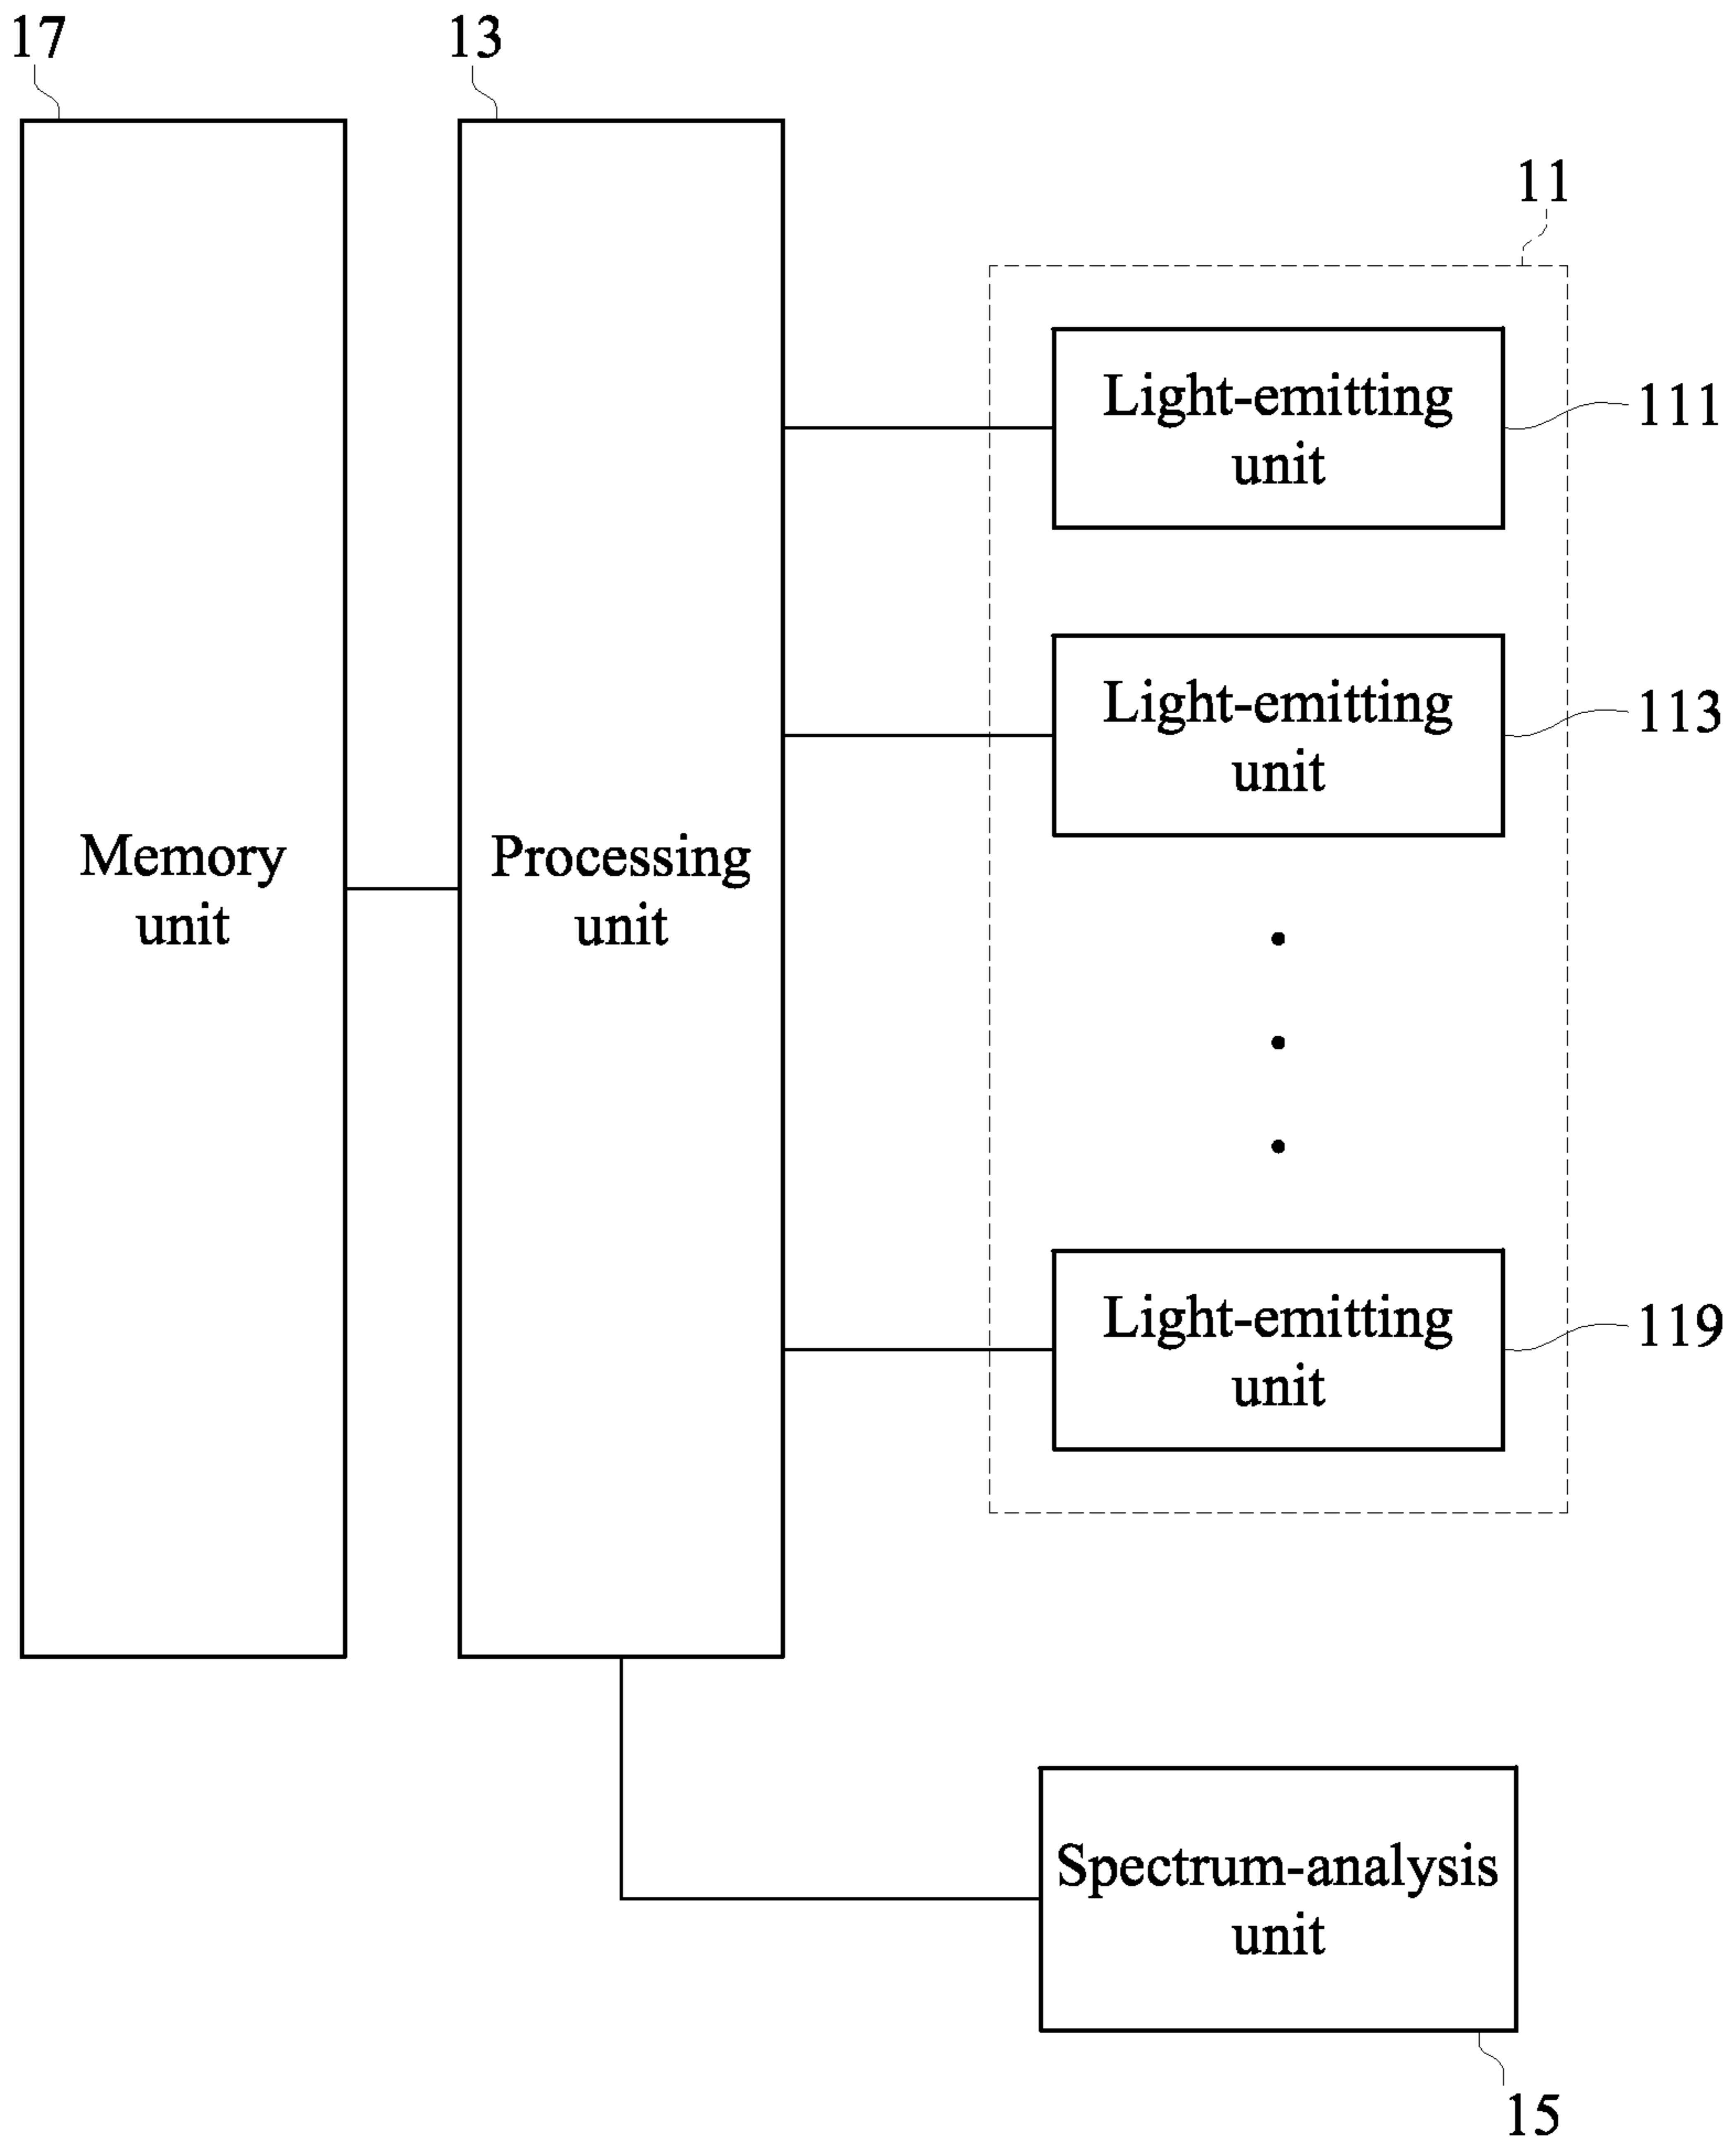 17
13
11
Light-emitting
unit
111
Light-emitting
unit
113
Memory
unit
Processing
unit
Light-emitting
unit
119
Spectrum-analysis
unit
15